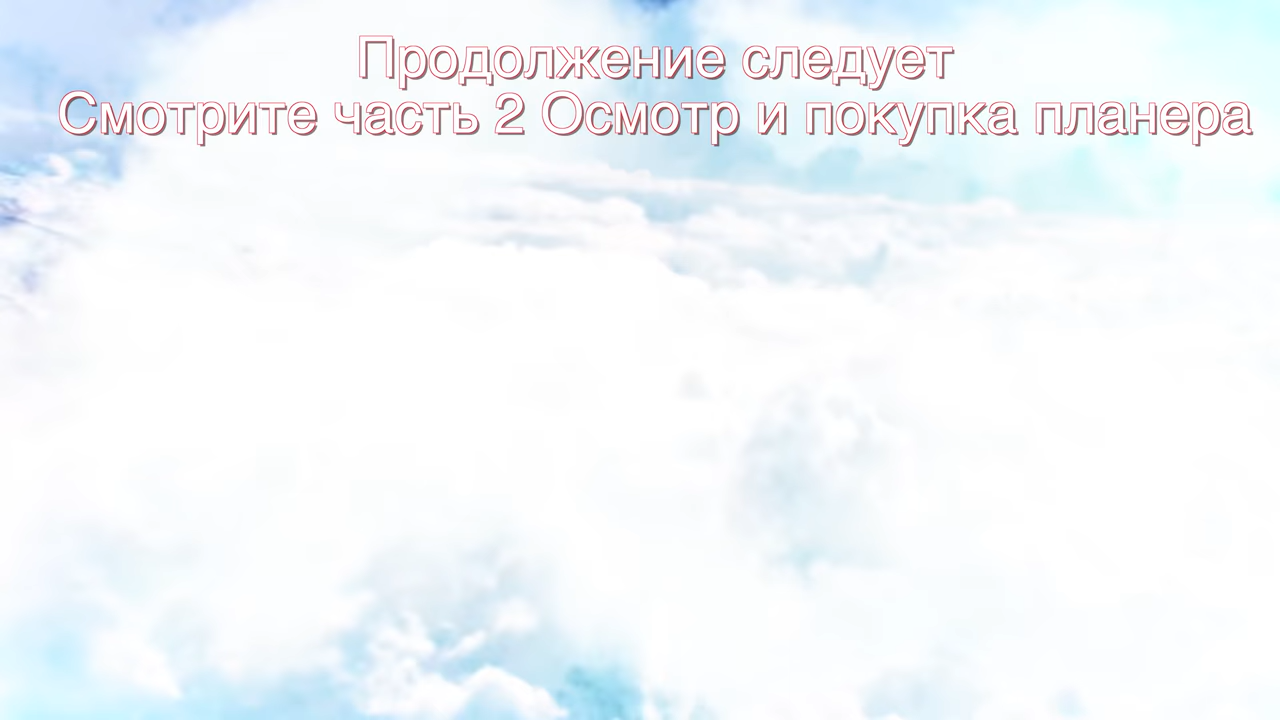 Продолжение следует
Смотрите часть 2 Осмотр и покупка планера